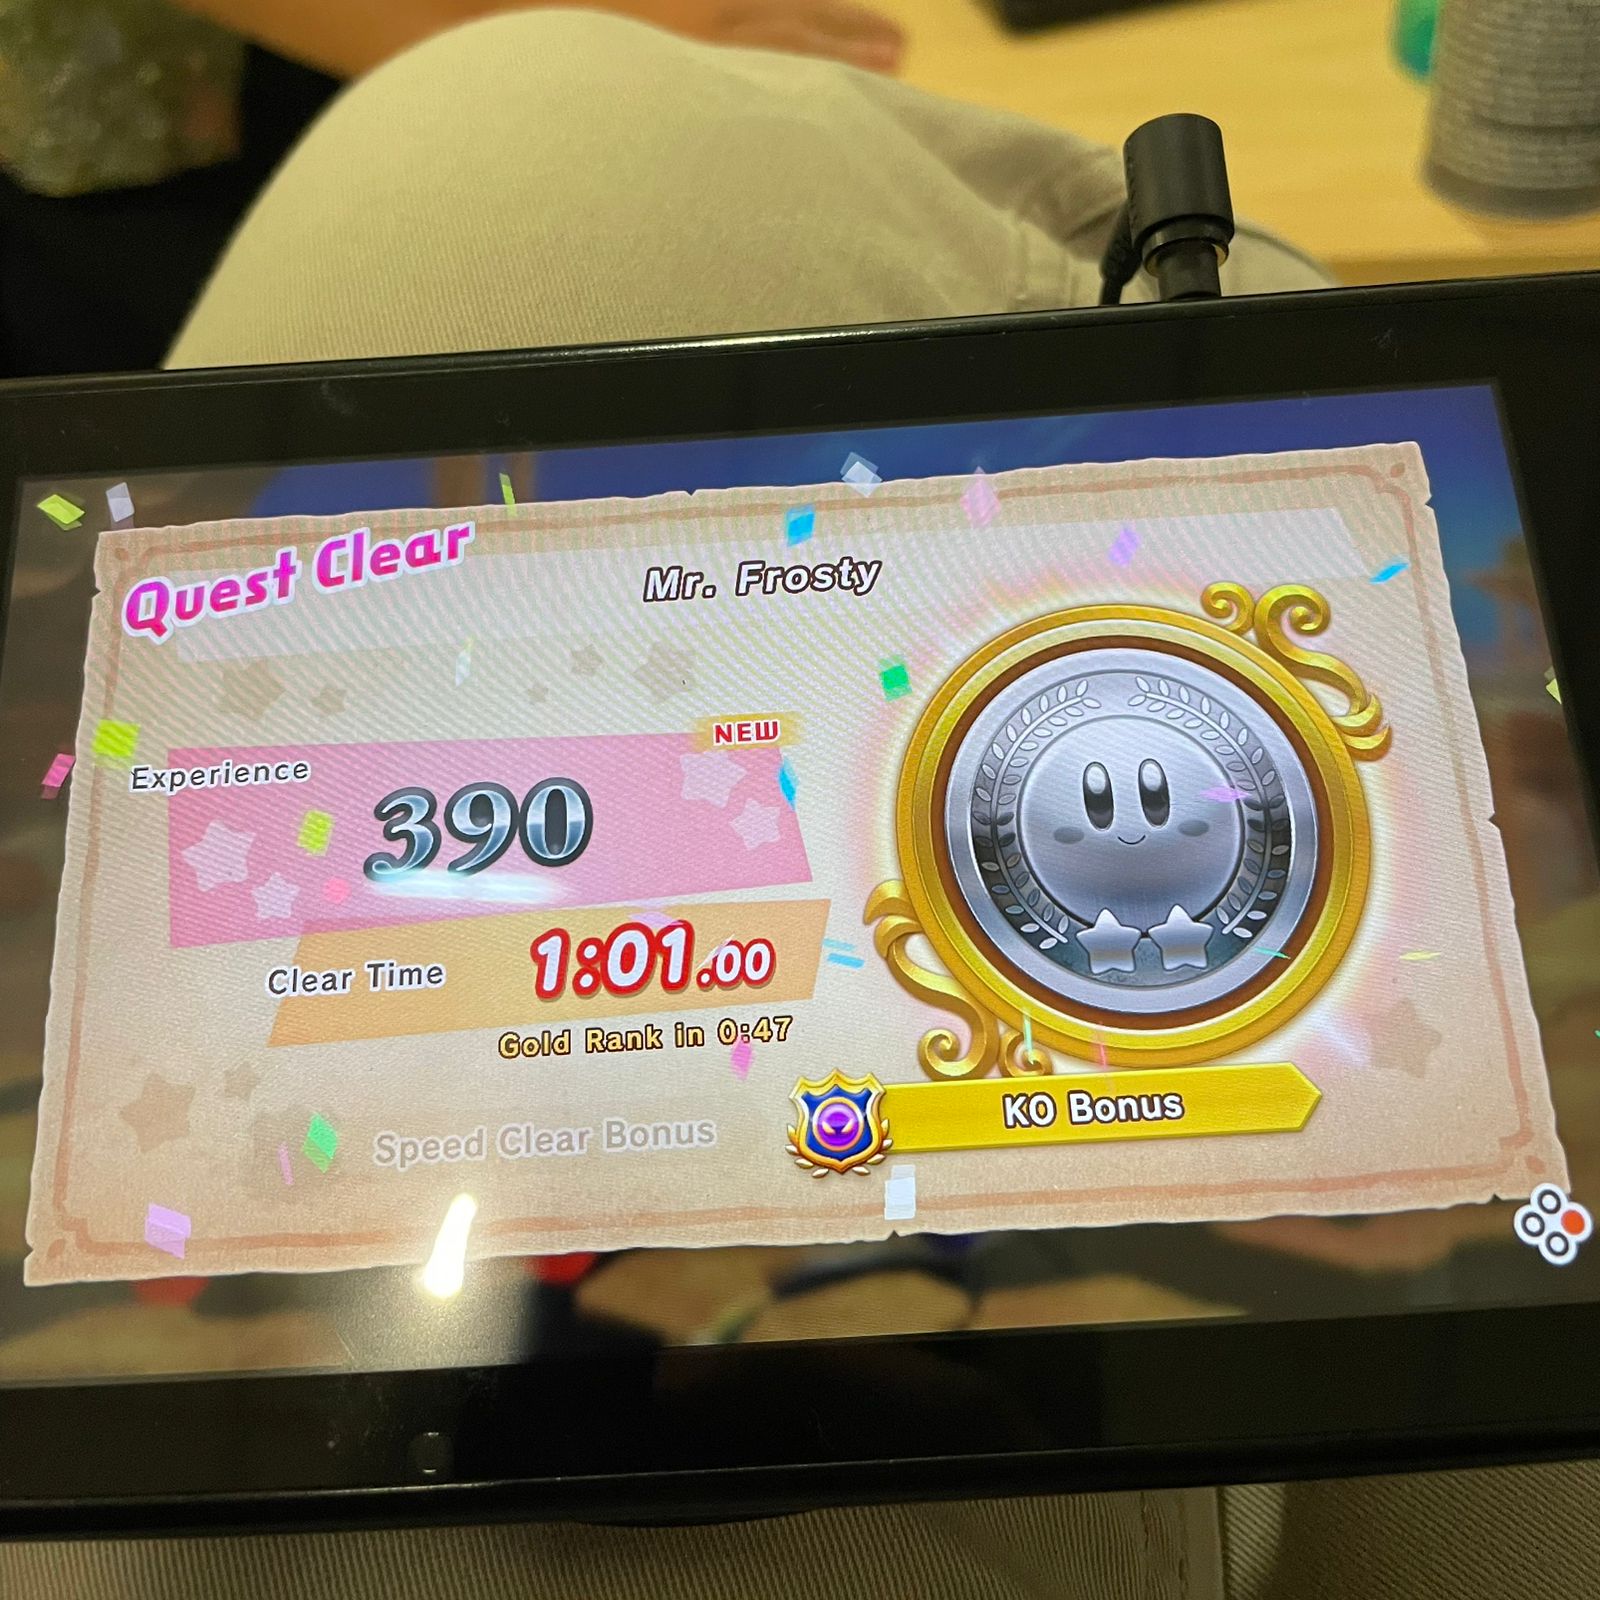 Quest Clear
Mr. Frosty
NEW
Experience
390
Clear Time
1:01.00
Gold Rank in 0:47
Speed Clear Bonus
KO Bonus